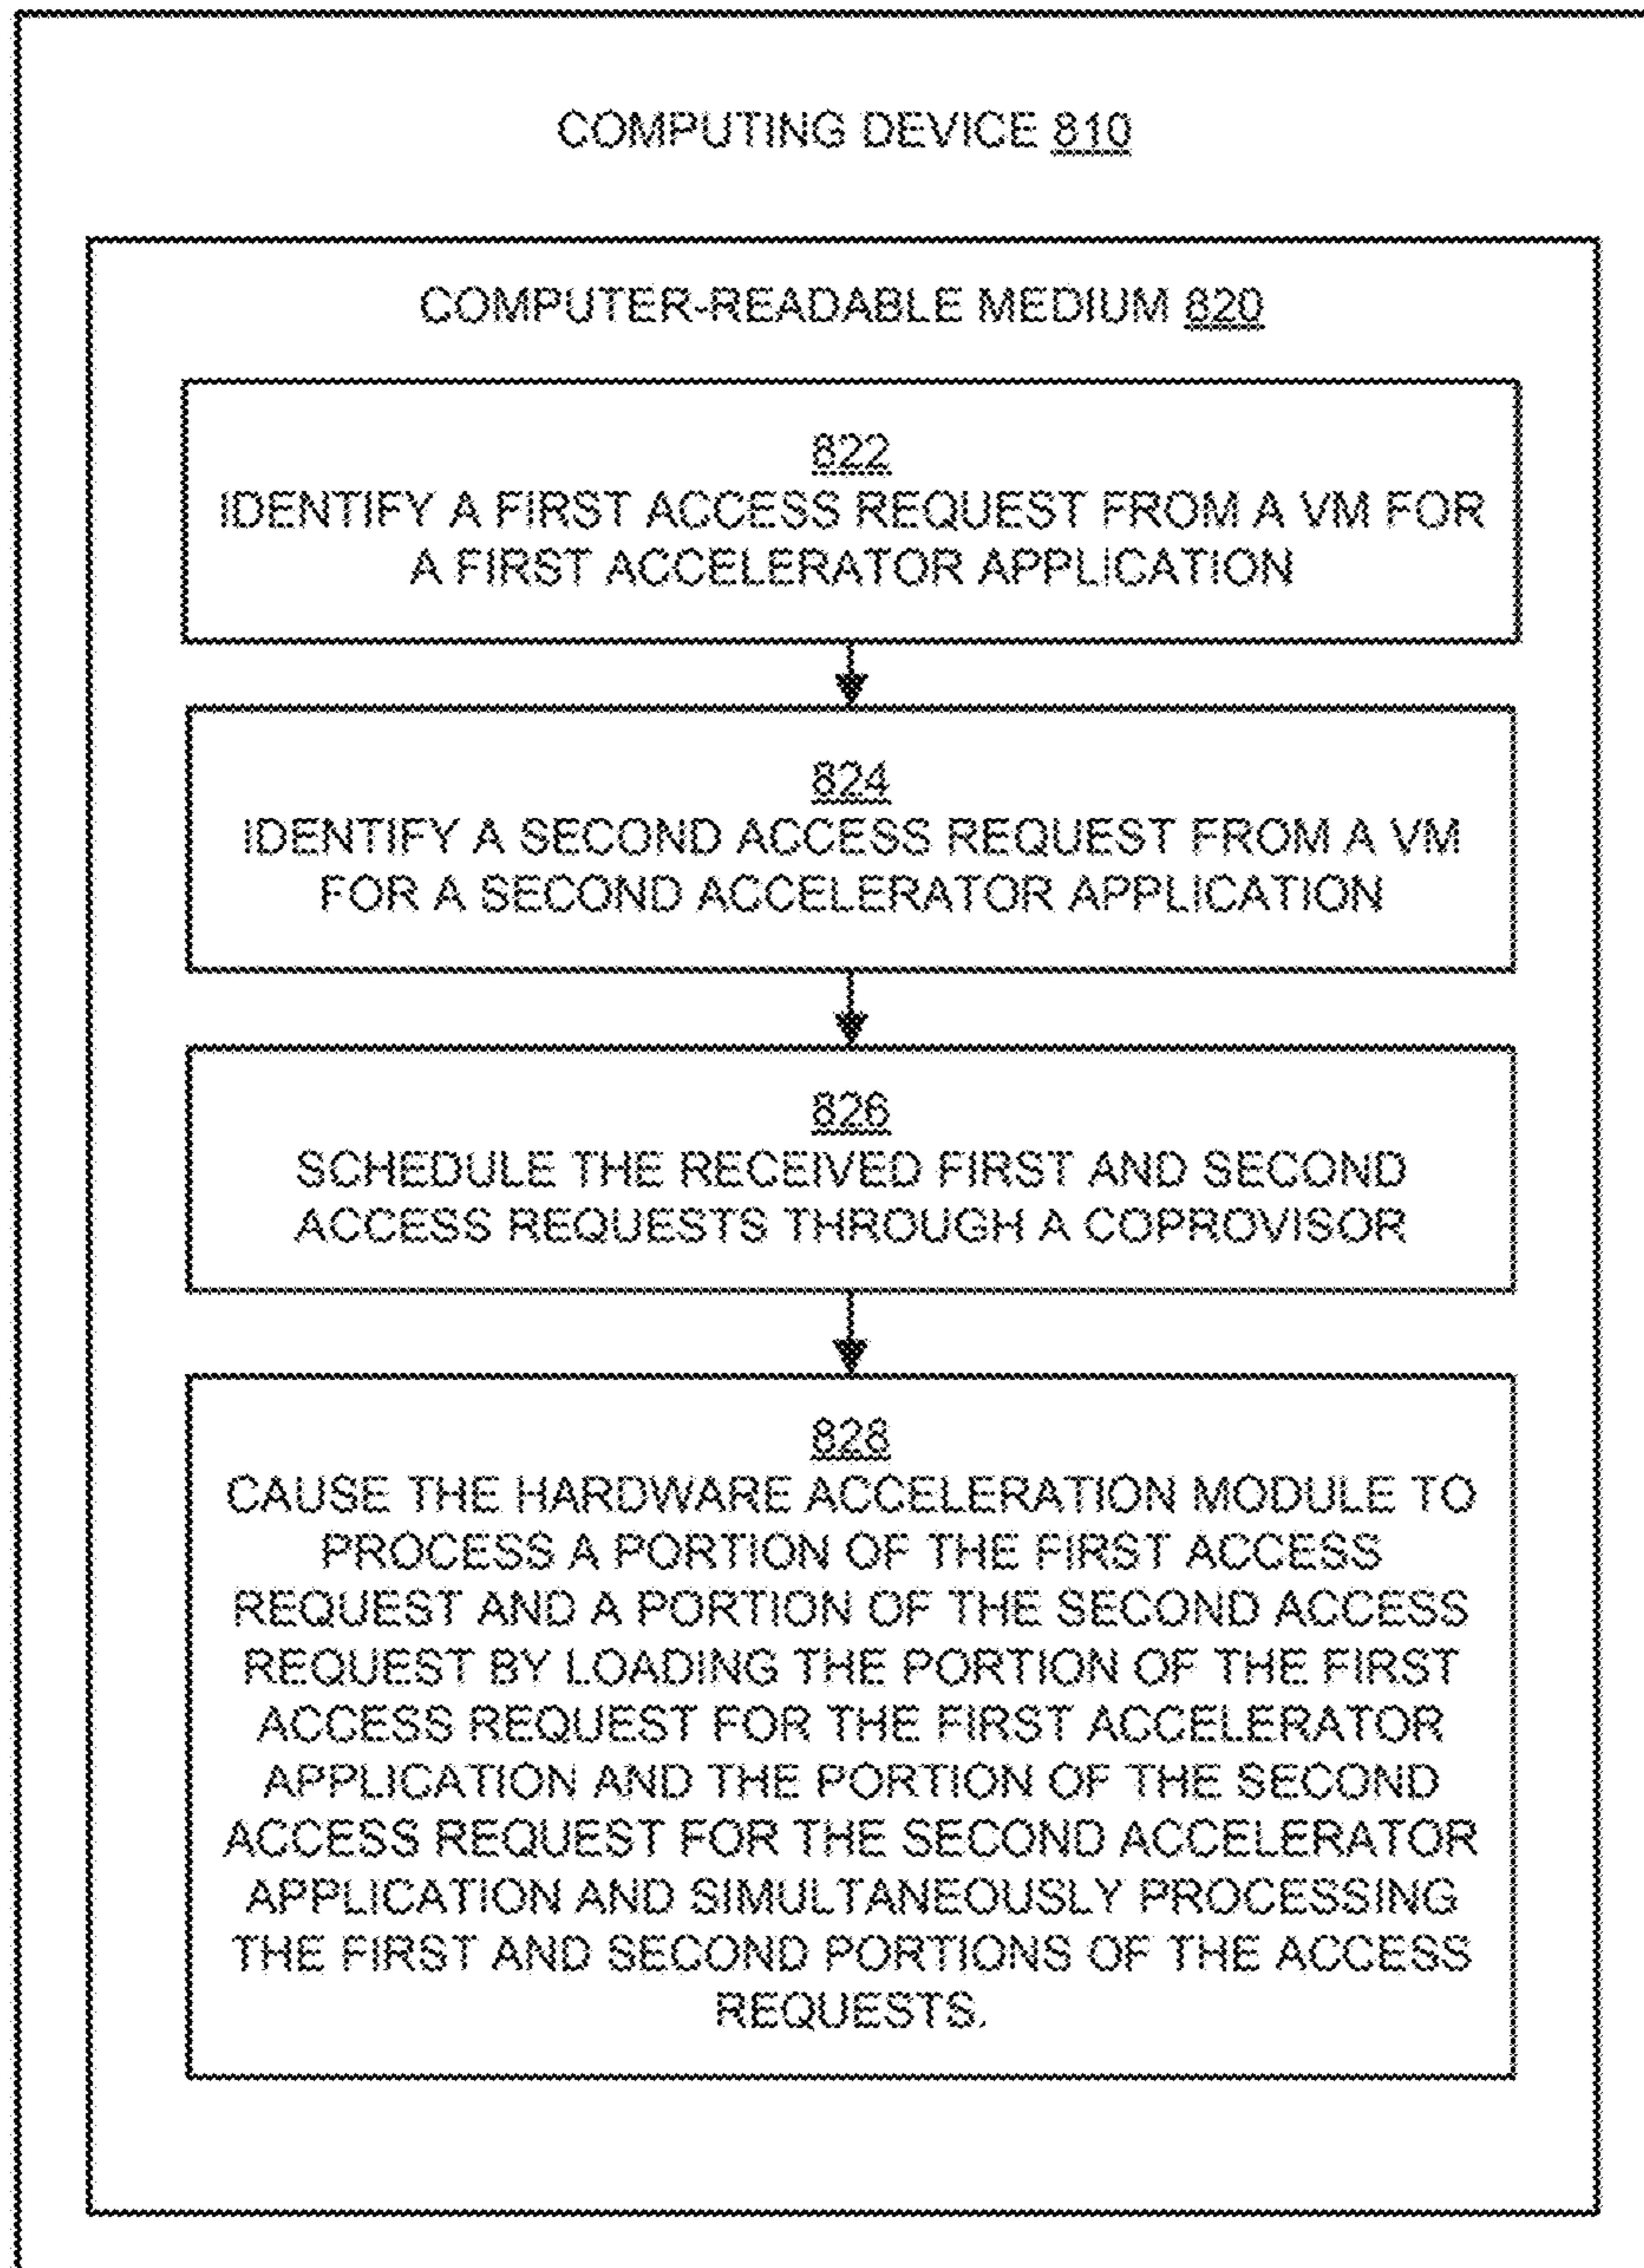 COMPUTING DEVICE 810
COMPUTER-READABLE MEDIUM 820
822
IDENTIFY A FIRST ACCESS REQUEST FROM A VM FOR
A FIRST ACCELERATOR APPLICATION
824
IDENTIFY A SECOND ACCESS REQUEST FROM A VM
FOR A SECOND ACCELERATOR APPLICATION
826
SCHEDULE THE RECEIVED FIRST AND SECOND
ACCESS REQUESTS THROUGH A COPROVISOR
828
CAUSE THE HARDWARE ACCELERATION MODULE TO
PROCESS A PORTION OF THE FIRST ACCESS
REQUEST AND A PORTION OF THE SECOND ACCESS
REQUEST BY LOADING THE PORTION OF THE FIRST
ACCESS REQUEST FOR THE FIRST ACCELERATOR
APPLICATION AND THE PORTION OF THE SECOND
ACCESS REQUEST FOR THE SECOND ACCELERATOR
APPLICATION AND SIMULTANEOUSLY PROCESSING
THE FIRST AND SECOND PORTIONS OF THE ACCESS
REQUESTS.